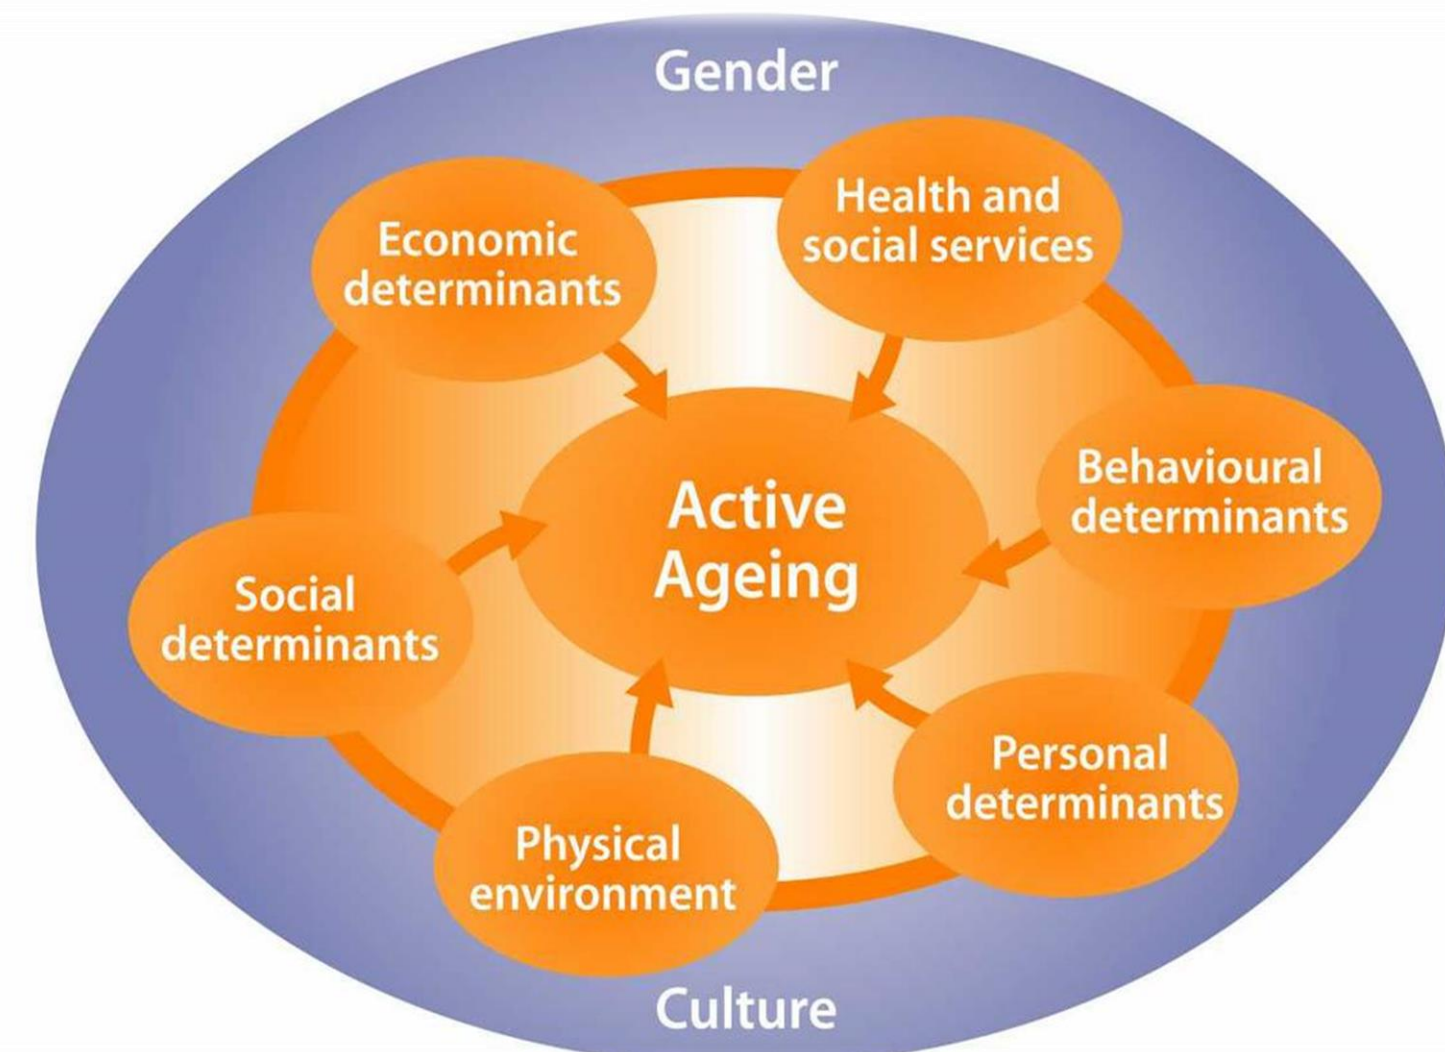 Gender
Economic
determinants
Health and
social services
Behavioural
determinants
Active
Ageing
Social
determinants
Personal
determinants
Physical
environment
Culture